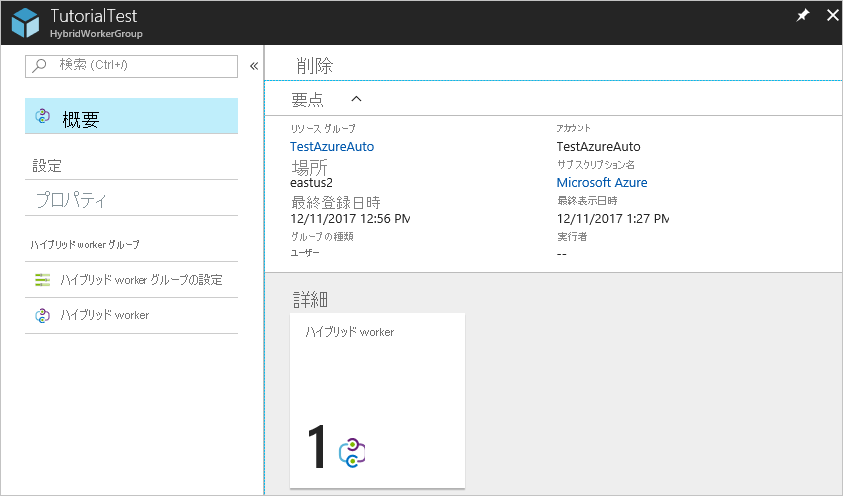 TutorialTest
HybridWorkerGroup
検索 (Ctrl+/)
概要
設定
プロパティ
ハイブリッド worker グループ
ハイブリッド worker グループの設定
ハイブリッド worker
削除
要点
リソース グループ
TestAzureAuto
場所
eastus2
最終登録日時
12/11/2017 12:56 PM
グループの種類
ユーザー
アカウント
TestAzureAuto
サブスクリプション名
Microsoft Azure
最終表示日時
12/11/2017 1:27 PM
実行者
--
詳細
ハイブリッド worker
1